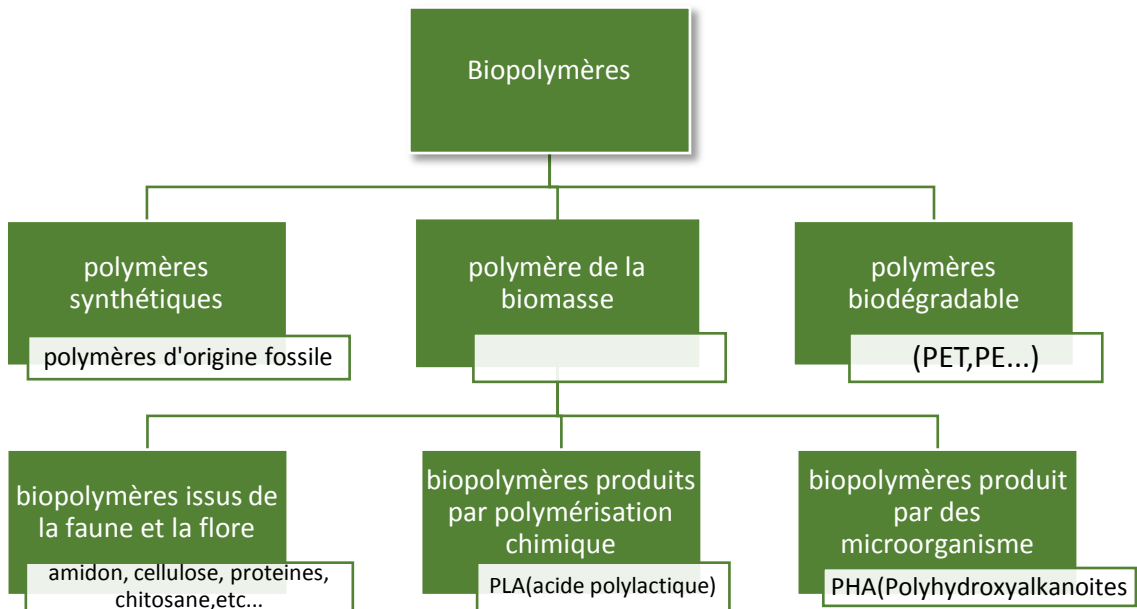 Biopolymères
polymères
synthétiques
polymères d'origine fossile
polymère de la
biomasse
polymères
biodégradable
(PET,PE...)
biopolymères issus de
la faune et la flore
amidon, cellulose, proteines,
chitosane,etc...
biopolymères produits
par polymérisation
chimique
PLA(acide polylactique)
biopolymères produit
par des
microorganisme
PHA(Polyhydroxyalkanoites